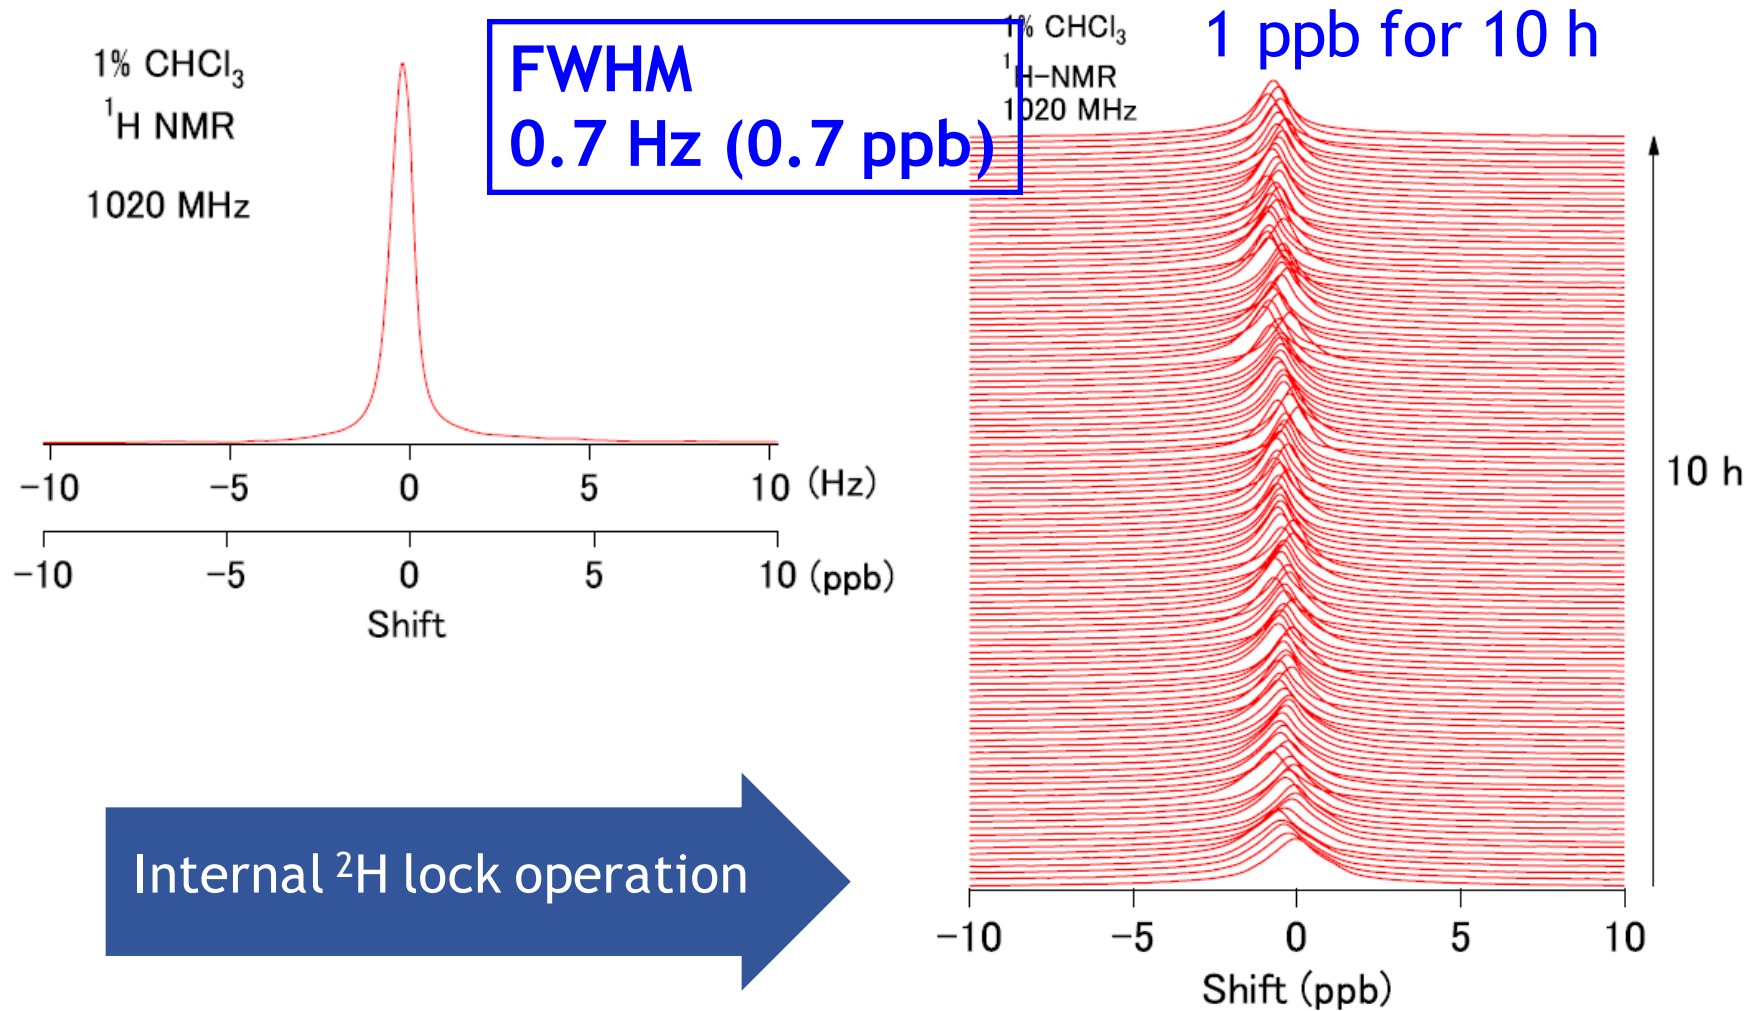 1% CHCl₃
¹H NMR
1020 MHz
FWHM
0.7 Hz (0.7 ppb)
−10 −5 0 5 10 (Hz)
−10 −5 0 5 10 (ppb)
Shift
Internal ²H lock operation
1 ppb for 10 h
1% CHCl₃
¹H−NMR
1020 MHz
10 h
−10 −5 0 5 10
Shift (ppb)